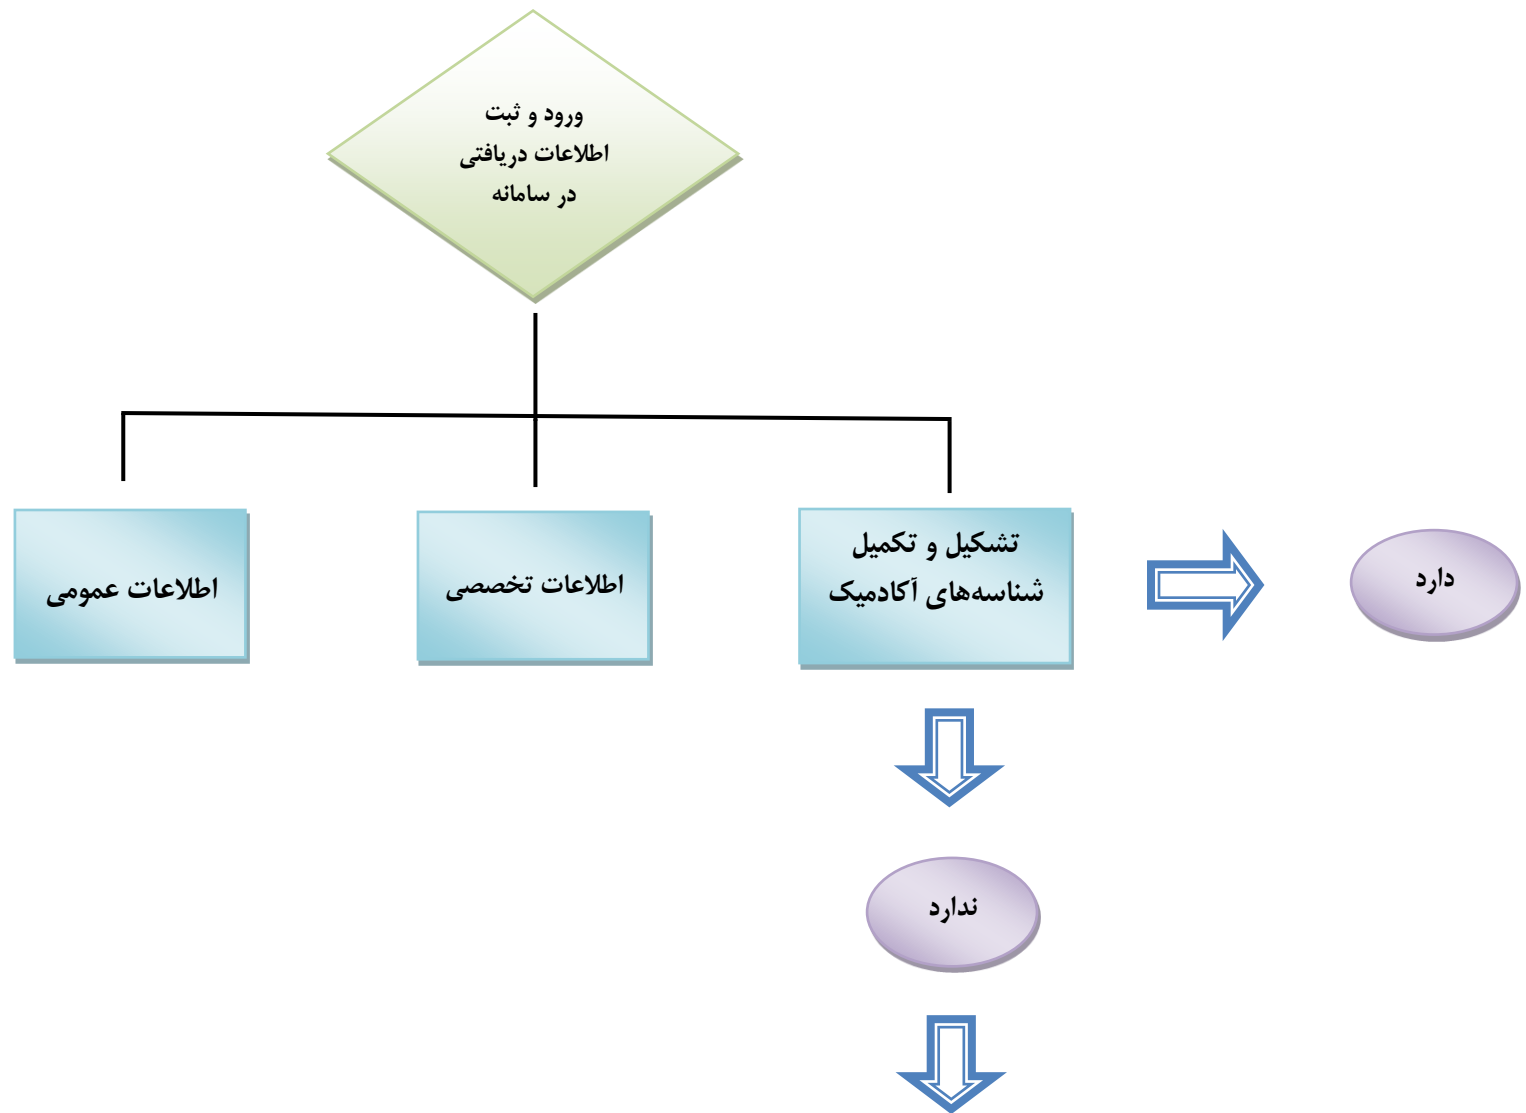 ورود و ثبت
اطلاعات دریافتی
در سامانه
تشکیل و تکمیل
شناسه‌های آکادمیک
اطلاعات تخصصی
اطلاعات عمومی
دارد
ندارد